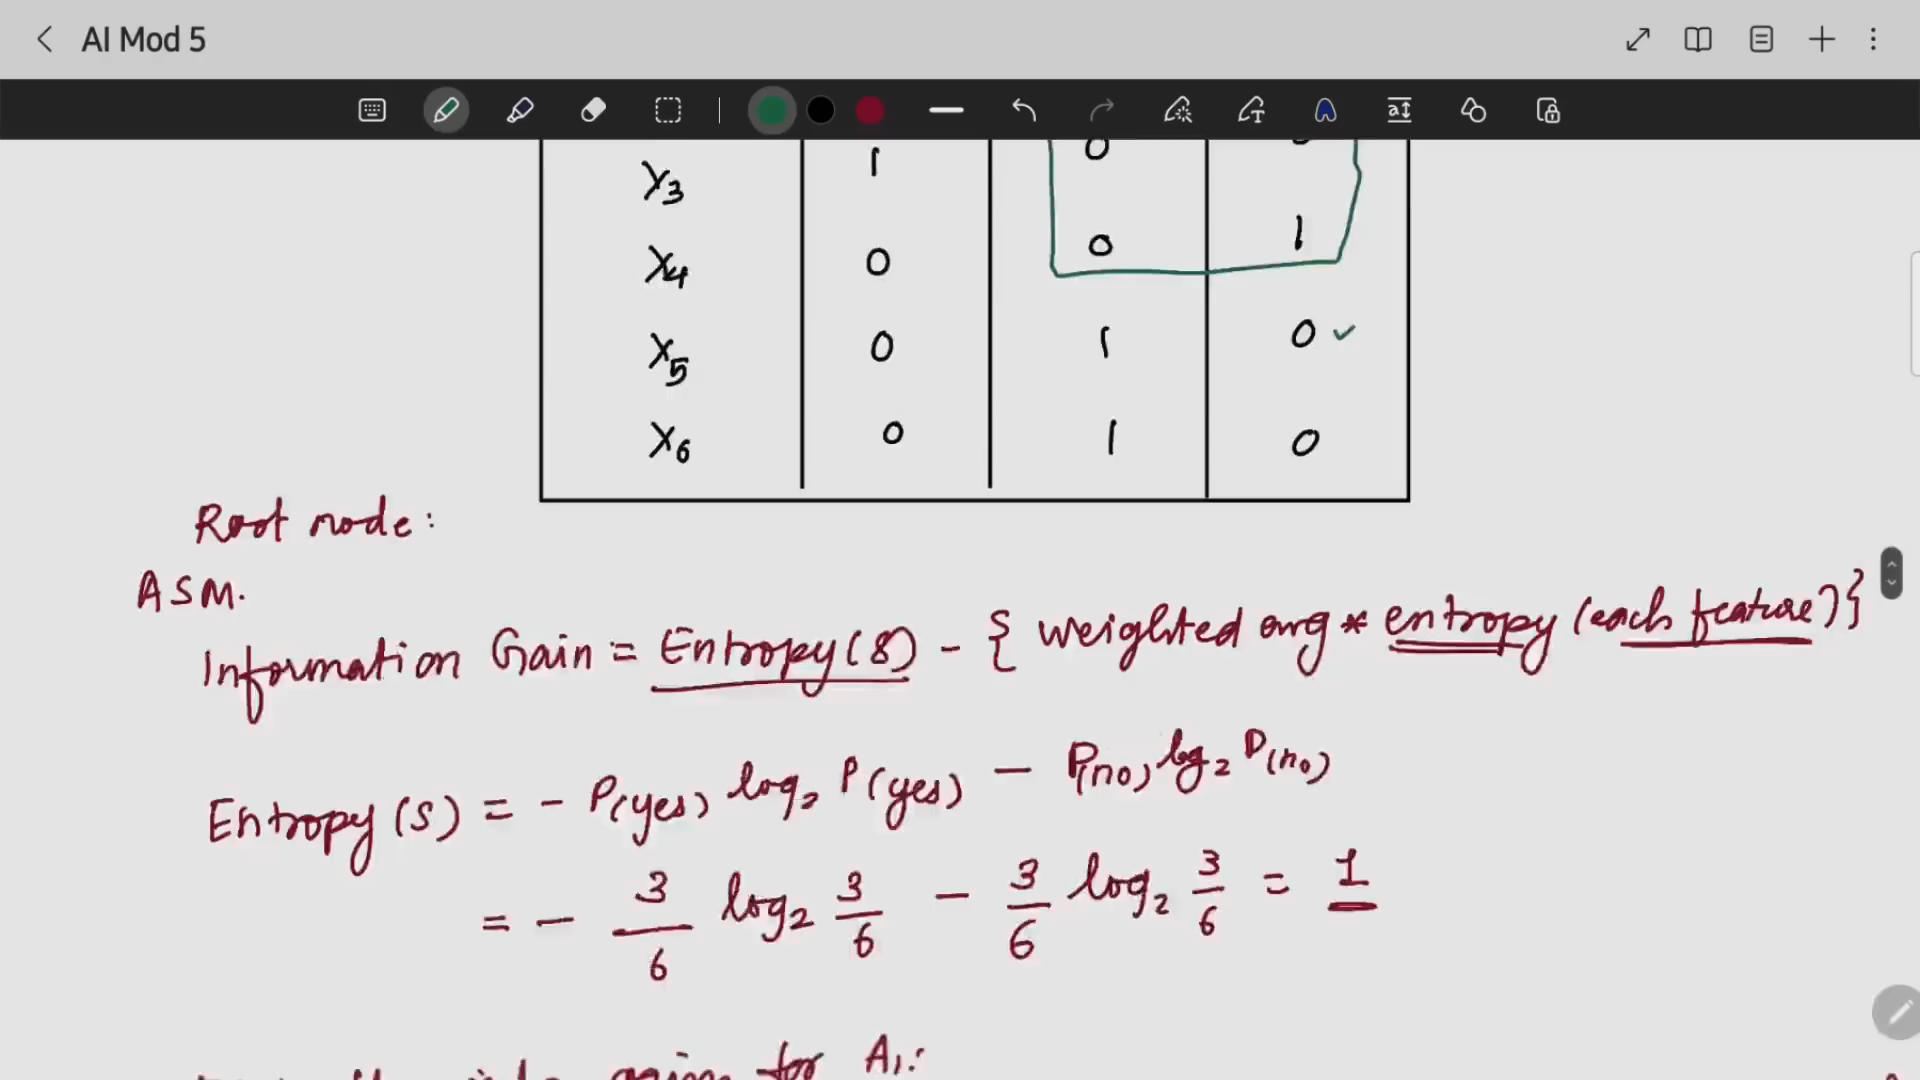 AI Mod 5
X3 1 0
X4 0 0 1
X5 0 1 0 ✓
X6 0 1 0
Root node:
ASM.
Information Gain = Entropy(S) - { weighted avg * entropy (each feature)}
Entropy (S) = - P(yes) log2 P(yes) - P(no) log2 P(no)
= - 3/6 log2 3/6 - 3/6 log2 3/6 = 1
for A1: